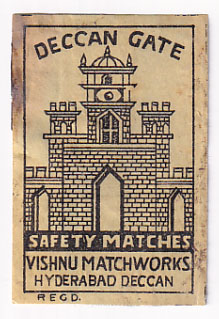 DECCAN GATE
SAFETY MATCHES
VISHNU MATCHWORKS
HYDERABAD DECCAN
REGD.